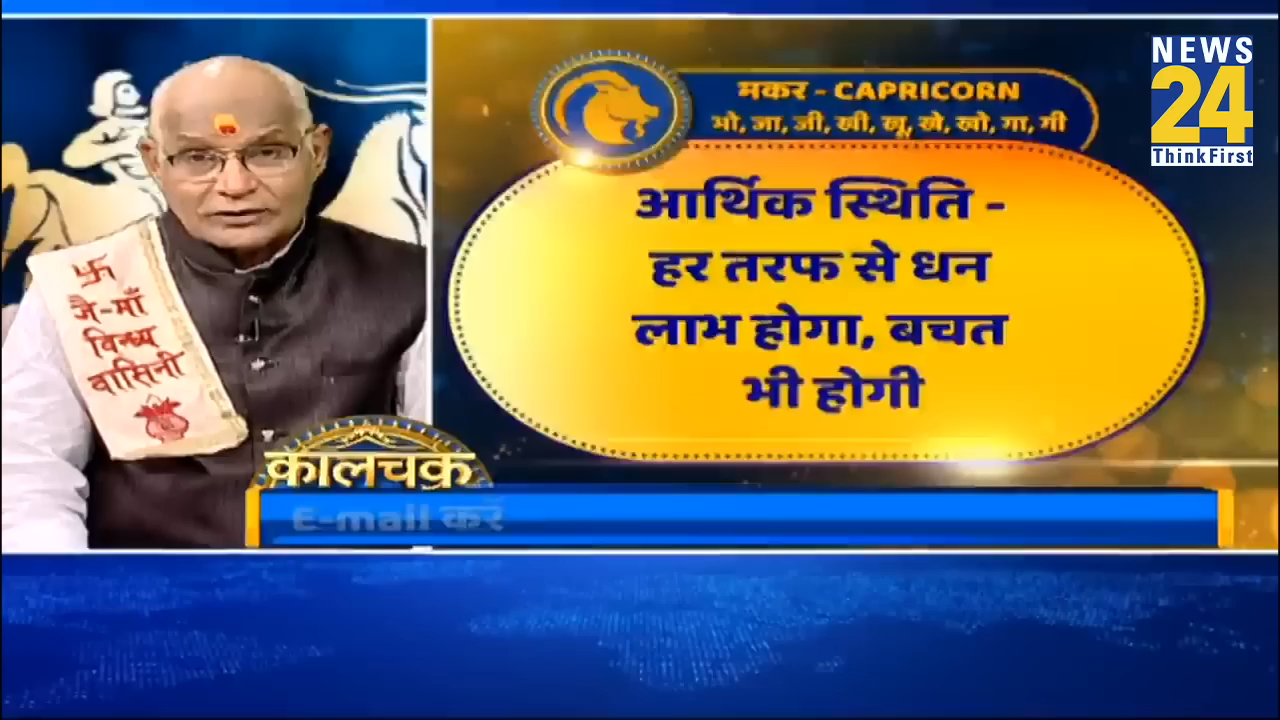 NEWS
24
ThinkFirst
मकर - CAPRICORN
भो, जा, जी, खी, खू, खे, खो, गा, गी
आर्थिक स्थिति -
हर तरफ से धन
लाभ होगा, बचत
भी होगी
जै-माँ
विन्ध्य
वासिनी
कालचक्र
E-mail करें